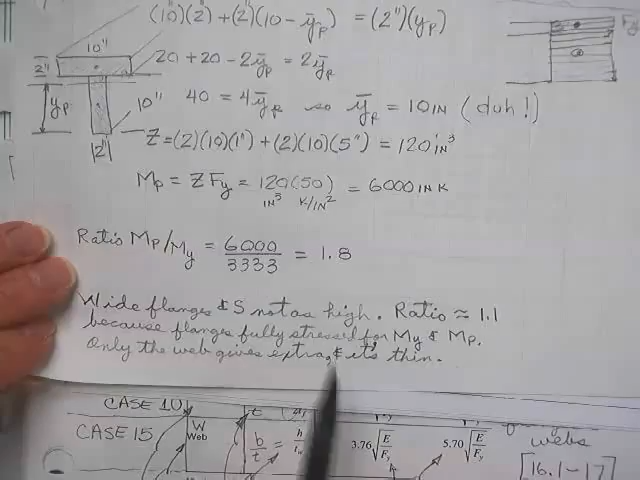 (10")(2") + (2")(10 - ȳp) = (2")(yp)
10"
2"
20 + 20 - 2ȳp = 2ȳp
yp
10"
40 = 4ȳp so ȳp = 10 IN (duh!)
2"
Z = (2)(10)(1") + (2)(10)(5") = 120 IN³
Mp = Z Fy = 120(50) = 6000 IN K
IN³ K/IN²
Ratio Mp/My = 6000/3333 = 1.8
Wide flanges & S not as high. Ratio ≈ 1.1
because flanges fully stressed for My & Mp.
Only the web gives extra & it's thin.
Fy
CASE 10
CASE 15
W
Web
t
b/t = h/tw
3.76√E/Fy
5.70√E/Fy
webs
[16.1-17]